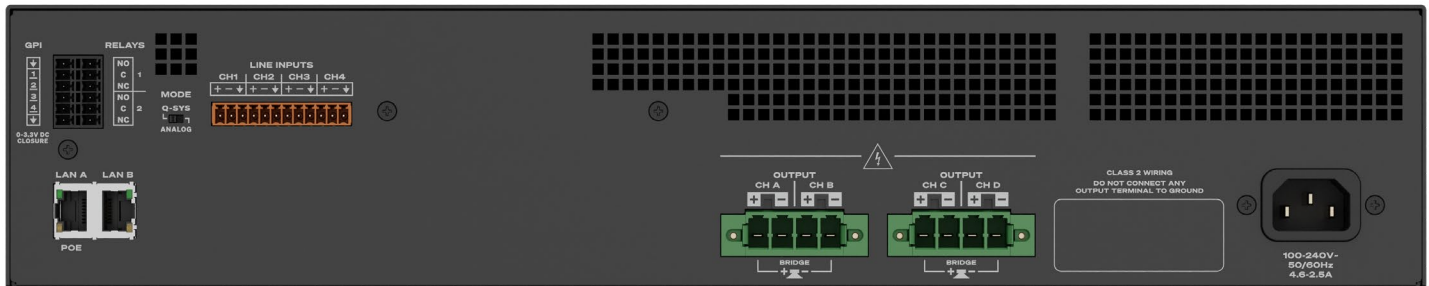 GPI
RELAYS
1
2
3
4
0-3.3V DC
CLOSURE
NO
C 1
NC
NO
C 2
NC
MODE
Q-SYS
ANALOG
LINE INPUTS
CH1 CH2 CH3 CH4
+ - + - + - + -
LAN A LAN B
POE
OUTPUT
CH A CH B
+ - + -
BRIDGE
+ -
OUTPUT
CH C CH D
+ - + -
BRIDGE
+ -
CLASS 2 WIRING
DO NOT CONNECT ANY
OUTPUT TERMINAL TO GROUND
100-240V~
50/60Hz
4.6-2.5A